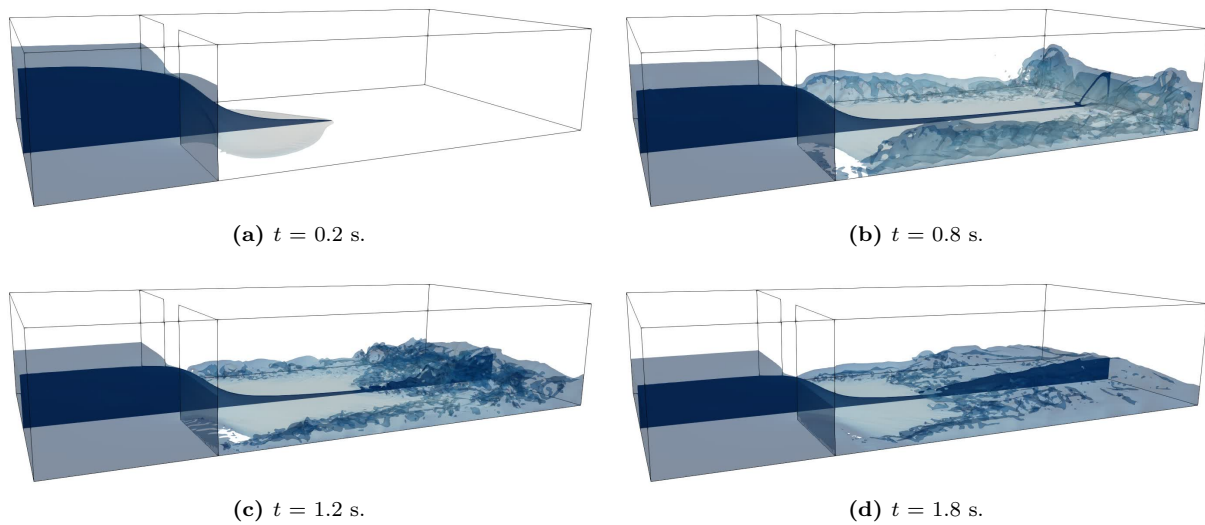 (a) t = 0.2 s.
(b) t = 0.8 s.
(c) t = 1.2 s.
(d) t = 1.8 s.